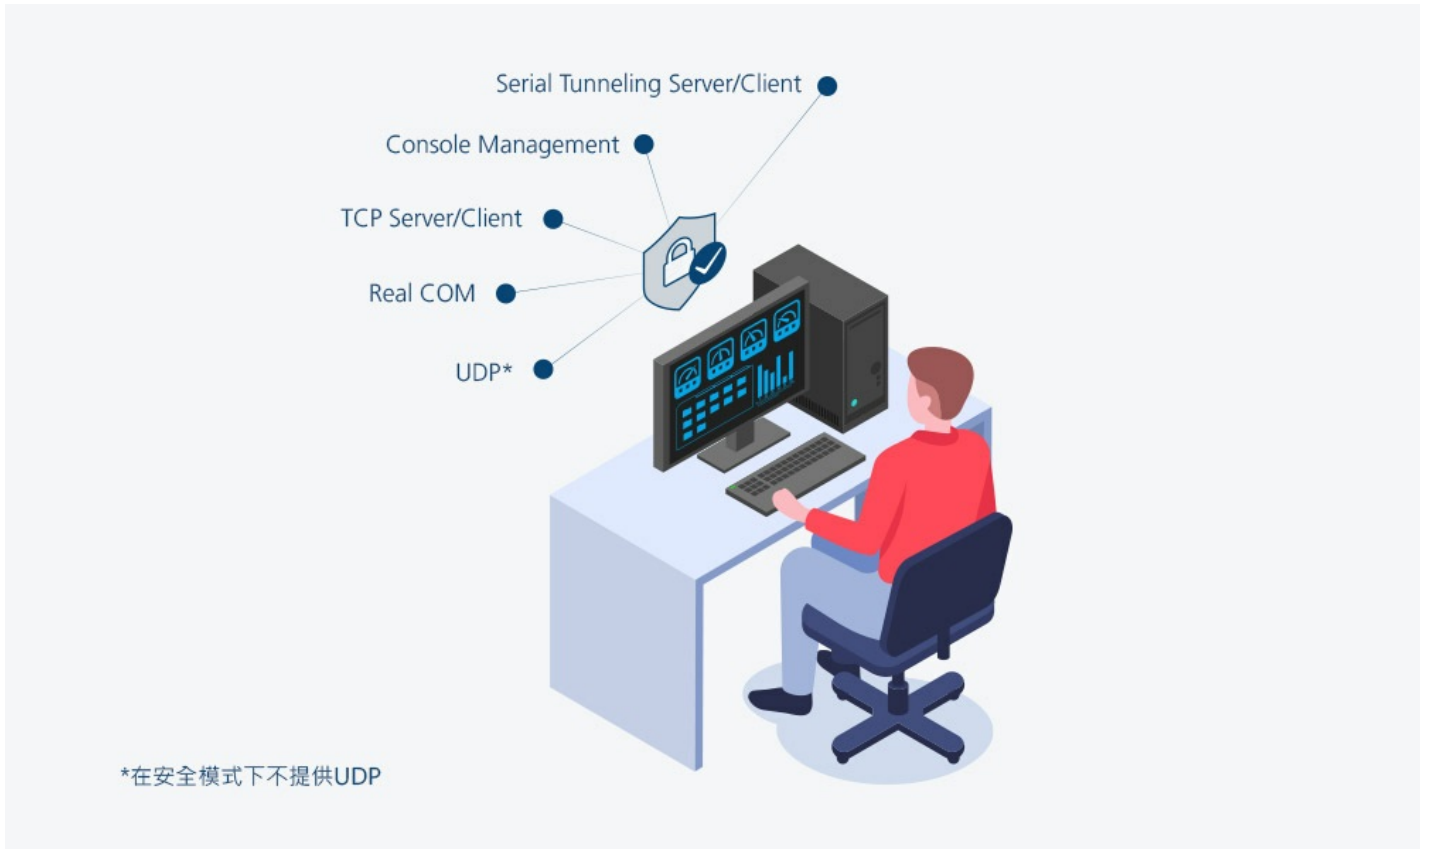 Serial Tunneling Server/Client
Console Management
TCP Server/Client
Real COM
UDP*
*在安全模式下不提供UDP